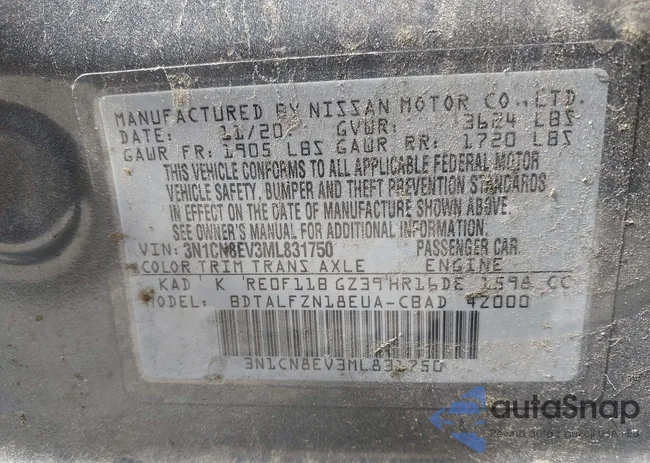 MANUFACTURED BY NISSAN MOTOR CO., LTD.
DATE: 11/20 GVWR: 3624 LBS
GAWR FR: 1905 LBS GAWR RR: 1720 LBS
THIS VEHICLE CONFORMS TO ALL APPLICABLE FEDERAL MOTOR
VEHICLE SAFETY, BUMPER AND THEFT PREVENTION STANDARDS
IN EFFECT ON THE DATE OF MANUFACTURE SHOWN ABOVE.
SEE OWNER'S MANUAL FOR ADDITIONAL INFORMATION.
VIN: 3N1CN8EV3ML831750 PASSENGER CAR
COLOR TRIM TRANS AXLE ENGINE
KAD K RE0F11B GZ39 HR16DE 1598 CC
MODEL: BDTALFZN18EUA-CBAD 42000
3N1CN8EV3ML831750
autaSnap